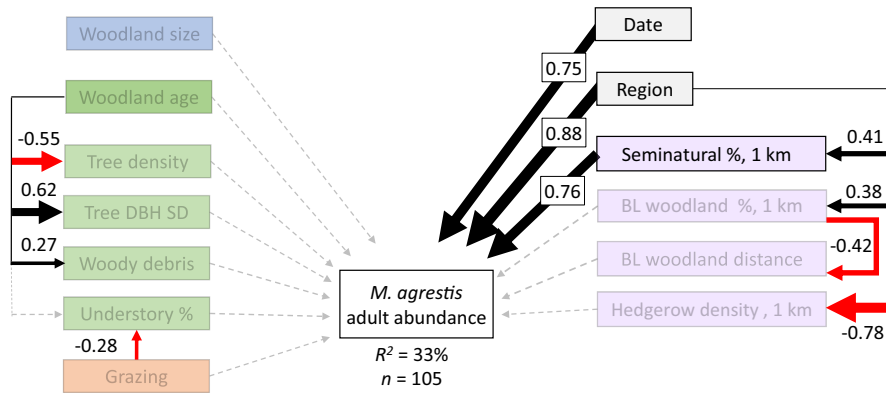 Woodland size
Woodland age
-0.55
Tree density
0.62
Tree DBH SD
0.27
Woody debris
Understory %
-0.28
Grazing
Date
0.75
Region
0.88
Seminatural %, 1 km
0.41
0.76
BL woodland %, 1 km
0.38
-0.42
BL woodland distance
Hedgerow density , 1 km
-0.78
M. agrestis
adult abundance
R² = 33%
n = 105